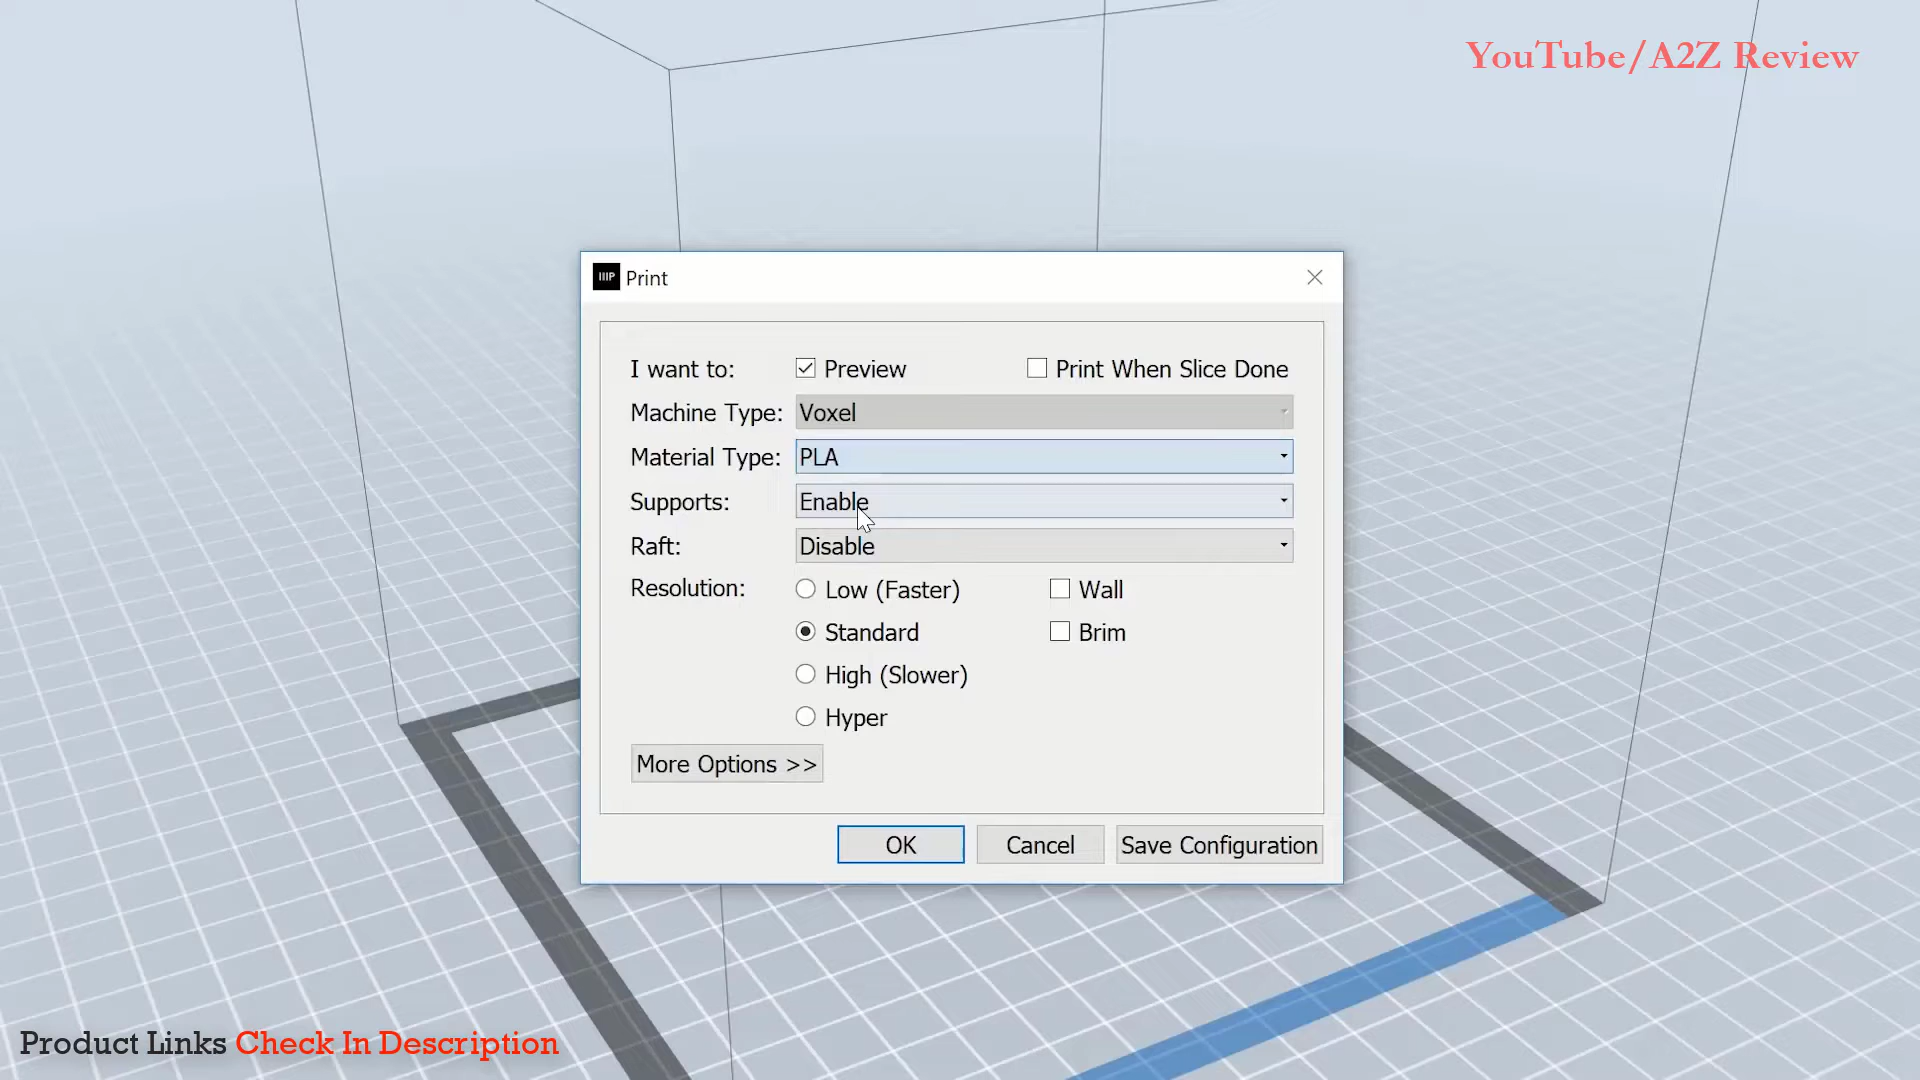 YouTube/A2Z Review
IIIP Print
I want to: Preview Print When Slice Done
Machine Type: Voxel
Material Type: PLA
Supports: Enable
Raft: Disable
Resolution: Low (Faster) Wall
Standard Brim
High (Slower)
Hyper
More Options >>
OK Cancel Save Configuration
Product Links Check In Description